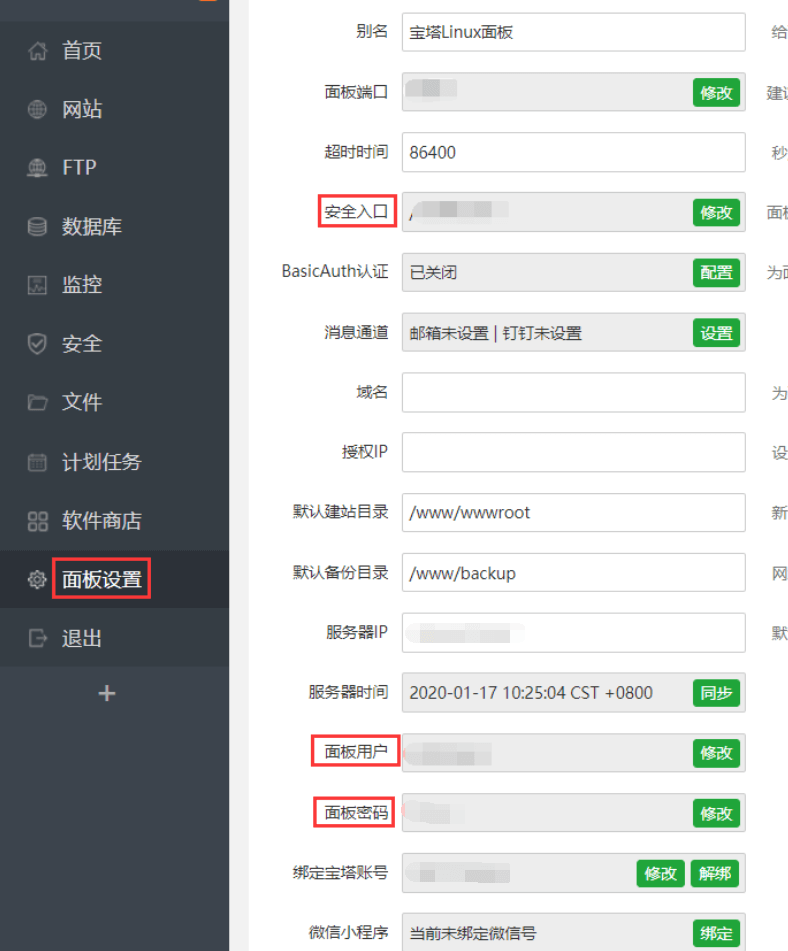 首页
网站
FTP
数据库
监控
安全
文件
计划任务
软件商店
面板设置
退出
别名 宝塔Linux面板 给
面板端口 修改
超时时间 86400 秒
安全入口 / 修改
BasicAuth认证 已关闭 配置
消息通道 邮箱未设置 | 钉钉未设置 设置
域名 为
授权IP 设
默认建站目录 /www/wwwroot 新
默认备份目录 /www/backup 网
服务器IP 默
服务器时间 2020-01-17 10:25:04 CST +0800 同步
面板用户 修改
面板密码 修改
绑定宝塔账号 修改 解绑
微信小程序 当前未绑定微信号 绑定